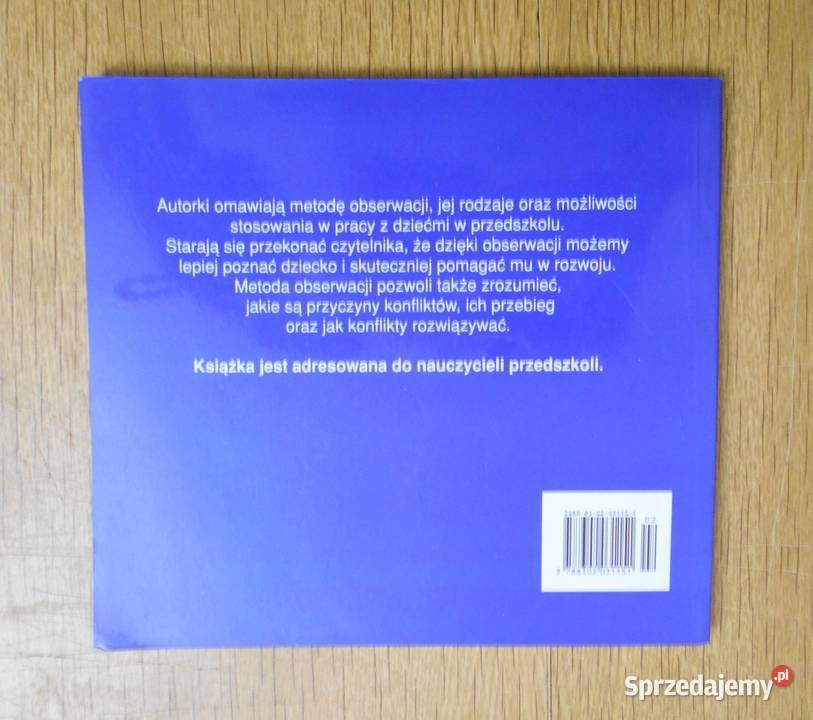 Autorki omawiają metodę obserwacji, jej rodzaje oraz możliwości
stosowania w pracy z dziećmi w przedszkolu.
Starają się przekonać czytelnika, że dzięki obserwacji możemy
lepiej poznać dziecko i skuteczniej pomagać mu w rozwoju.
Metoda obserwacji pozwoli także zrozumieć,
jakie są przyczyny konfliktów, ich przebieg
oraz jak konflikty rozwiązywać.
Książka jest adresowana do nauczycieli przedszkoli.
Sprzedajemy.pl